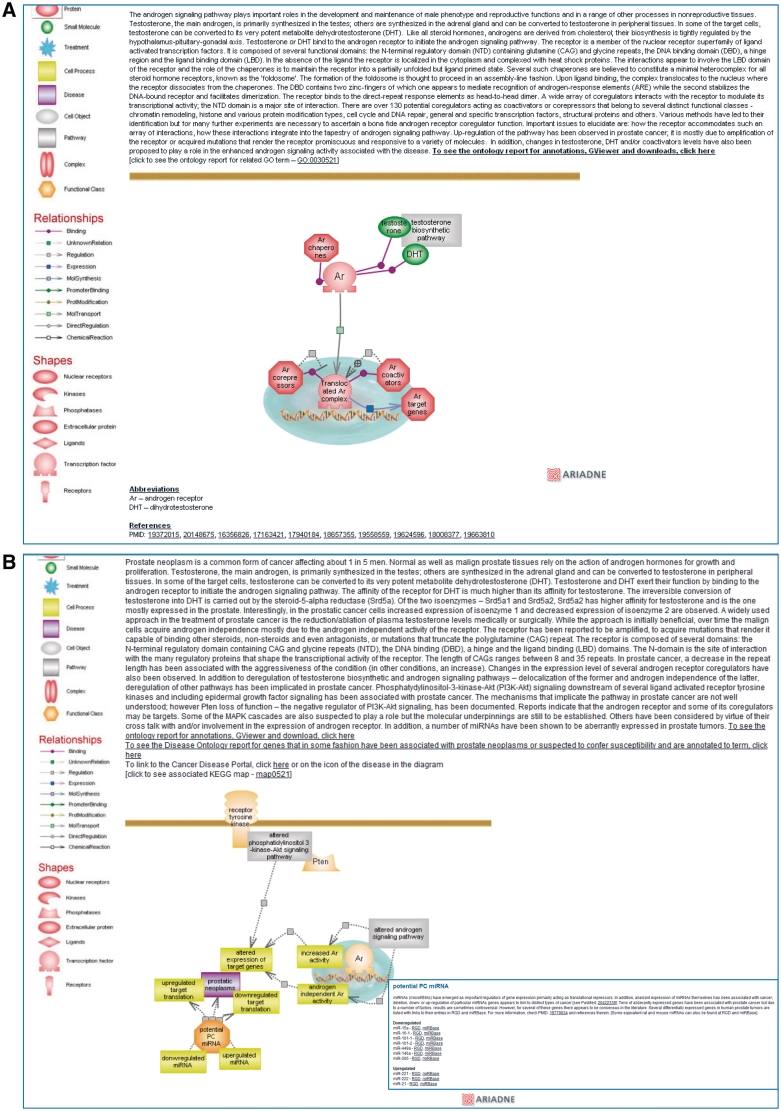 A
Protein
Small Molecule
Treatment
Cell Process
Disease
Cell Object
Pathway
Complex
Functional Class
Relationships
Binding
UnknownRelation
Regulation
Expression
MolSynthesis
PromoterBinding
ProtModification
MolTransport
DirectRegulation
ChemicalReaction
Shapes
Nuclear receptors
Kinases
Phosphatases
Extracellular protein
Ligands
Transcription factor
Receptors
The androgen signaling pathway plays important roles in the development and maintenance of male phenotype and reproductive functions and in a range of other processes in nonreproductive tissues.
Testosterone, the main androgen, is primarily synthesized in the testes; others are synthesized in the adrenal gland and can be converted to testosterone in peripheral tissues. In some of the target cells,
testosterone can be converted to its very potent metabolite dehydrotestosterone (DHT). Like all steroid hormones, androgens are derived from cholesterol; their biosynthesis is tightly regulated by the
hypothalamus-pitutary-gonadal axis. Testosterone or DHT bind to the androgen receptor to initiate the androgen signaling pathway. The receptor is a member of the nuclear receptor superfamily of ligand
activated transcription factors. It is composed of several functional domains: the N-terminal regulatory domain (NTD) containing glutamine (CAG) and glycine repeats, the DNA binding domain (DBD), a hinge
region and the ligand binding domain (LBD). In the absence of the ligand the receptor is localized in the cytoplasm and complexed with heat shock proteins. The interactions appear to involve the LBD domain
of the receptor and the role of the chaperones is to maintain the receptor into a partially unfolded but ligand primed state. Several such chaperones are believed to constitute a minimal heterocomplex: for all
steroid hormone receptors, known as the 'foldosome'. The formation of the foldosome is thought to proceed in an assembly-line fashion. Upon ligand binding, the complex translocates to the nucleus where
the receptor dissociates from the chaperones. The DBD contains two zinc-fingers of which one appears to mediate recognition of androgen-response elements (ARE) while the second stabilizes the
DNA-bound receptor and facilitates dimerization. The receptor binds to the direct-repeat response elements as head-to-head dimer. A wide array of coregulators interacts with the receptor to modulate its
transcriptional activity; the NTD domain is a major site of interaction. There are over 130 potential coregulators acting as coactivators or corepressors that belong to several distinct functional classes -
chromatin remodeling, histone and various protein modification types, cell cycle and DNA repair, general and specific transcription factors, structural proteins and others. Various methods have led to
their identification but for many further experiments are necessary to ascertain a bona fide androgen receptor coregulator function. Important issues to elucidate are: how the receptor accommodates such an
array of interactions, how these interactions integrate into the tapestry of androgen signaling pathway. Up-regulation of the pathway has been observed in prostate cancer; it is mostly due to amplification of
the receptor or acquired mutations that render the receptor promiscuous and responsive to a variety of molecules. In addition, changes in testosterone, DHT and/or coactivators levels have also been
proposed to play a role in the enhanced androgen signaling activity associated with the disease. To see the ontology report for annotations, GViewer and downloads, click here
[click to see the ontology report for related GO term – GO:0030521]
testoste
rone
testosterone
biosynthetic
pathway
DHT
Ar
chapero
nes
Ar
Ar
corepre
ssors
Transloc
ated Ar
complex
Ar
coactiv
ators
Ar
target
genes
ARIADNE
Abbreviations
Ar – androgen receptor
DHT – dihydrotestosterone
References
PMID: 19372015, 20148675, 16356826, 17163421, 17940184, 18657355, 19558559, 19624596, 18008377, 19663810
B
Small Molecule
Treatment
Cell Process
Disease
Cell Object
Pathway
Complex
Functional Class
Relationships
Binding
UnknownRelation
Regulation
Expression
MolSynthesis
PromoterBinding
ProtModification
MolTransport
DirectRegulation
ChemicalReaction
Shapes
Nuclear receptors
Kinases
Phosphatases
Extracellular protein
Ligands
Transcription factor
Receptors
Prostate neoplasm is a common form of cancer affecting about 1 in 5 men. Normal as well as malign prostate tissues rely on the action of androgen hormones for growth and
proliferation. Testosterone, the main androgen, is primarily synthesized in the testes; others are synthesized in the adrenal gland and can be converted to testosterone in peripheral
tissues. In some of the target cells, testosterone can be converted to its very potent metabolite dehydrotestosterone (DHT). Testosterone and DHT exert their function by binding to the
androgen receptor to initiate the androgen signaling pathway. The affinity of the receptor for DHT is much higher than its affinity for testosterone. The irreversible conversion of
testosterone into DHT is carried out by the steroid-5-alpha reductase (Srd5a). Of the two isoenzymes – Srd5a1 and Srd5a2, Srd5a2 has higher affinity for testosterone and is the one
mostly expressed in the prostate. Interestingly, in the prostatic cancer cells increased expression of isoenzyme 1 and decreased expression of isoenzyme 2 are observed. A widely used
approach in the treatment of prostate cancer is the reduction/ablation of plasma testosterone levels medically or surgically. While the approach is initially beneficial, over time the malign
cells acquire androgen independence mostly due to the androgen independent activity of the receptor. The receptor has been reported to be amplified, to acquire mutations that render it
capable of binding other steroids, non-steroids and even antagonists, or mutations that truncate the polyglutamine (CAG) repeat. The receptor is composed of several domains: the
N-terminal regulatory domain containing CAG and glycine repeats (NTD), the DNA binding (DBD), a hinge and the ligand binding (LBD) domains. The N-domain is the site of interaction
with the many regulatory proteins that shape the transcriptional activity of the receptor. The length of CAGs ranges between 8 and 35 repeats. In prostate cancer, a decrease in the repeat
length has been associated with the aggressiveness of the condition (in other conditions, an increase). Changes in the expression level of several androgen receptor coregulators have
also been observed. In addition to deregulation of testosterone biosynthetic and androgen signaling pathways – delocalization of the former and androgen independence of the latter,
deregulation of other pathways has been implicated in prostate cancer. Phosphatydylinositol-3-kinase-Akt (PI3K-Akt) signaling downstream of several ligand activated receptor tyrosine
kinases and including epidermal growth factor signaling has been associated with prostate cancer. The mechanisms that implicate the pathway in prostate cancer are not well
understood; however Pten loss of function – the negative regulator of PI3K-Akt signaling, has been documented. Reports indicate that the androgen receptor and some of its coregulators
may be targets. Some of the MAPK cascades are also suspected to play a role but the molecular underpinnings are still to be established. Others have been considered by virtue of their
cross talk with and/or involvement in the expression of androgen receptor. In addition, a number of miRNAs have shown to be aberrantly expressed in prostate tumors. To see the
ontology report for annotations, GViewer and download, click here
To see the Disease Ontology report for genes that in some fashion have been associated with prostate neoplasms or suspected to confer susceptibility and are annotated to term, click
here
To link to the Cancer Disease Portal, click here or on the icon of the disease in the diagram
[click to see associated KEGG map - map0521]
receptor
tyrosine
kinase
altered
phosphatidylinositol 3
-kinase-Akt signaling
pathway
Pten
altered androgen
signaling pathway
altered
expression of
target genes
increased Ar
activity
Ar
androgen
independent Ar
activity
upregulated
target
translation
prostatic
neoplasms
downregulated
target
translation
potential
PC
miRNA
donwregulated
miRNA
upregulated
miRNA
potential PC miRNA
Downregulated
miR-15a - RGD, miRBase
miR-16-1 - RGD, miRBase
miR-101-1 - RGD, miRBase
miR-101-2 - RGD, miRBase
miR-449a - RGD, miRBase
miR-146a - RGD, miRBase
miR-205 - RGD, miRBase
Upregulated
miR-221 - RGD, miRBase
miR-222 - RGD, miRBase
miR-21 - RGD, miRBase
ARIADNE